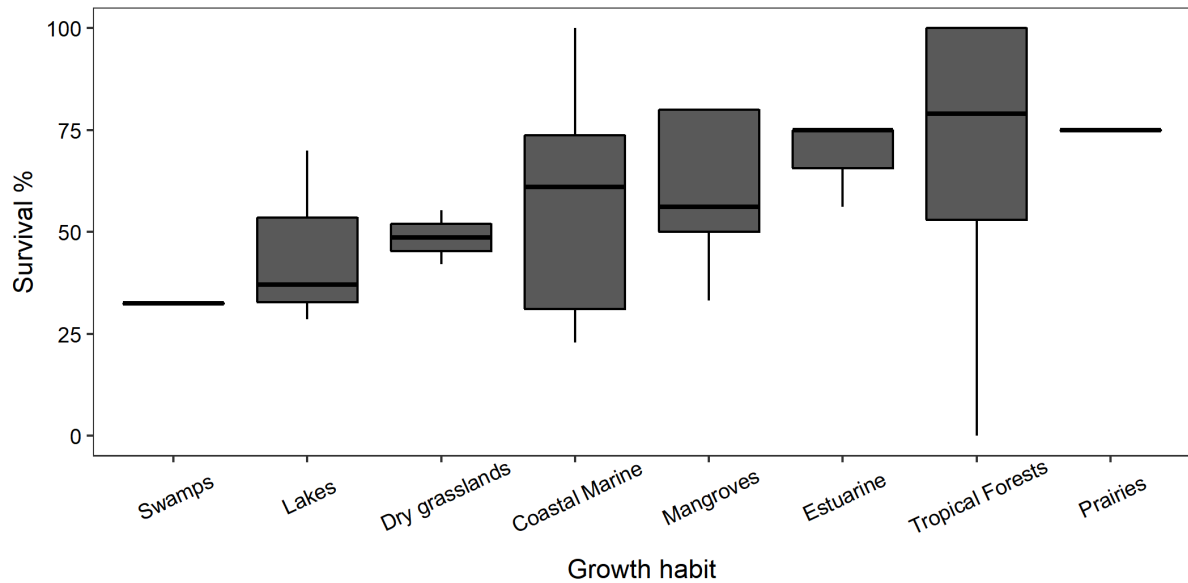 Survival %
100
75
50
25
0
Swamps
Lakes
Dry grasslands
Coastal Marine
Mangroves
Estuarine
Tropical Forests
Prairies
Growth habit